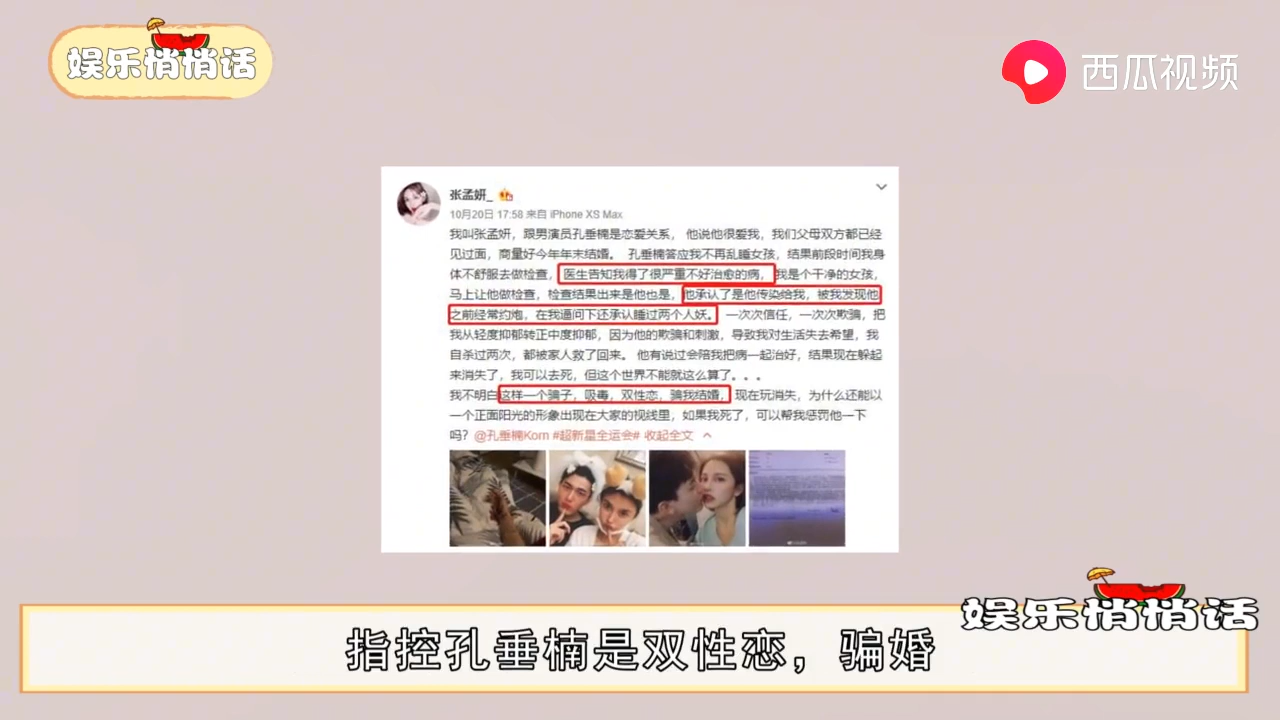 娱乐悄悄话
西瓜视频
张孟妍_
10月20日 17:58 来自 iPhone XS Max
我叫张孟妍，跟男演员孔垂楠是恋爱关系， 他说他很爱我，我们父母双方都已经
见过面，商量好今年年末结婚。 孔垂楠答应我不再乱睡女孩，结果前段时间我身
体不舒服去做检查，医生告知我得了很严重不好治愈的病，我是个干净的女孩，
马上让他做检查，检查结果出来是他也是，他承认了是他传染给我，被我发现他
之前经常约炮，在我逼问下还承认睡过两个人妖。 一次次信任，一次次欺骗，把
我从轻度抑郁转正中度抑郁，因为他的欺骗和刺激，导致我对生活失去希望，我
自杀过两次，都被家人救了回来。 他有说过会陪我把病一起治好，结果现在躲起
来消失了，我可以去死，但这个世界不能就这么算了。。。
我不明白这样一个骗子，吸毒，双性恋，骗我结婚，现在玩消失，为什么还能以
一个正面阳光的形象出现在大家的视线里，如果我死了，可以帮我惩罚他一下
吗？@孔垂楠Korn #超新星全运会# 收起全文
娱乐悄悄话
指控孔垂楠是双性恋，骗婚